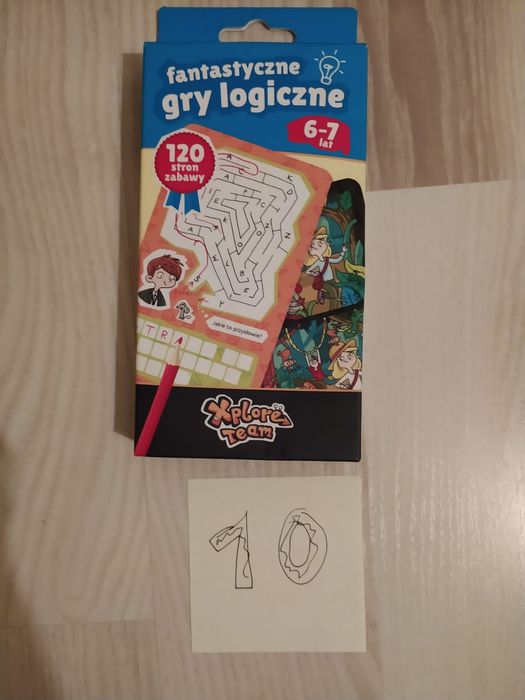 fantastyczne
gry logiczne
6-7
lat
120
stron
zabawy
...Jakie to przysłowie?
T R A
Xplore
Team
10